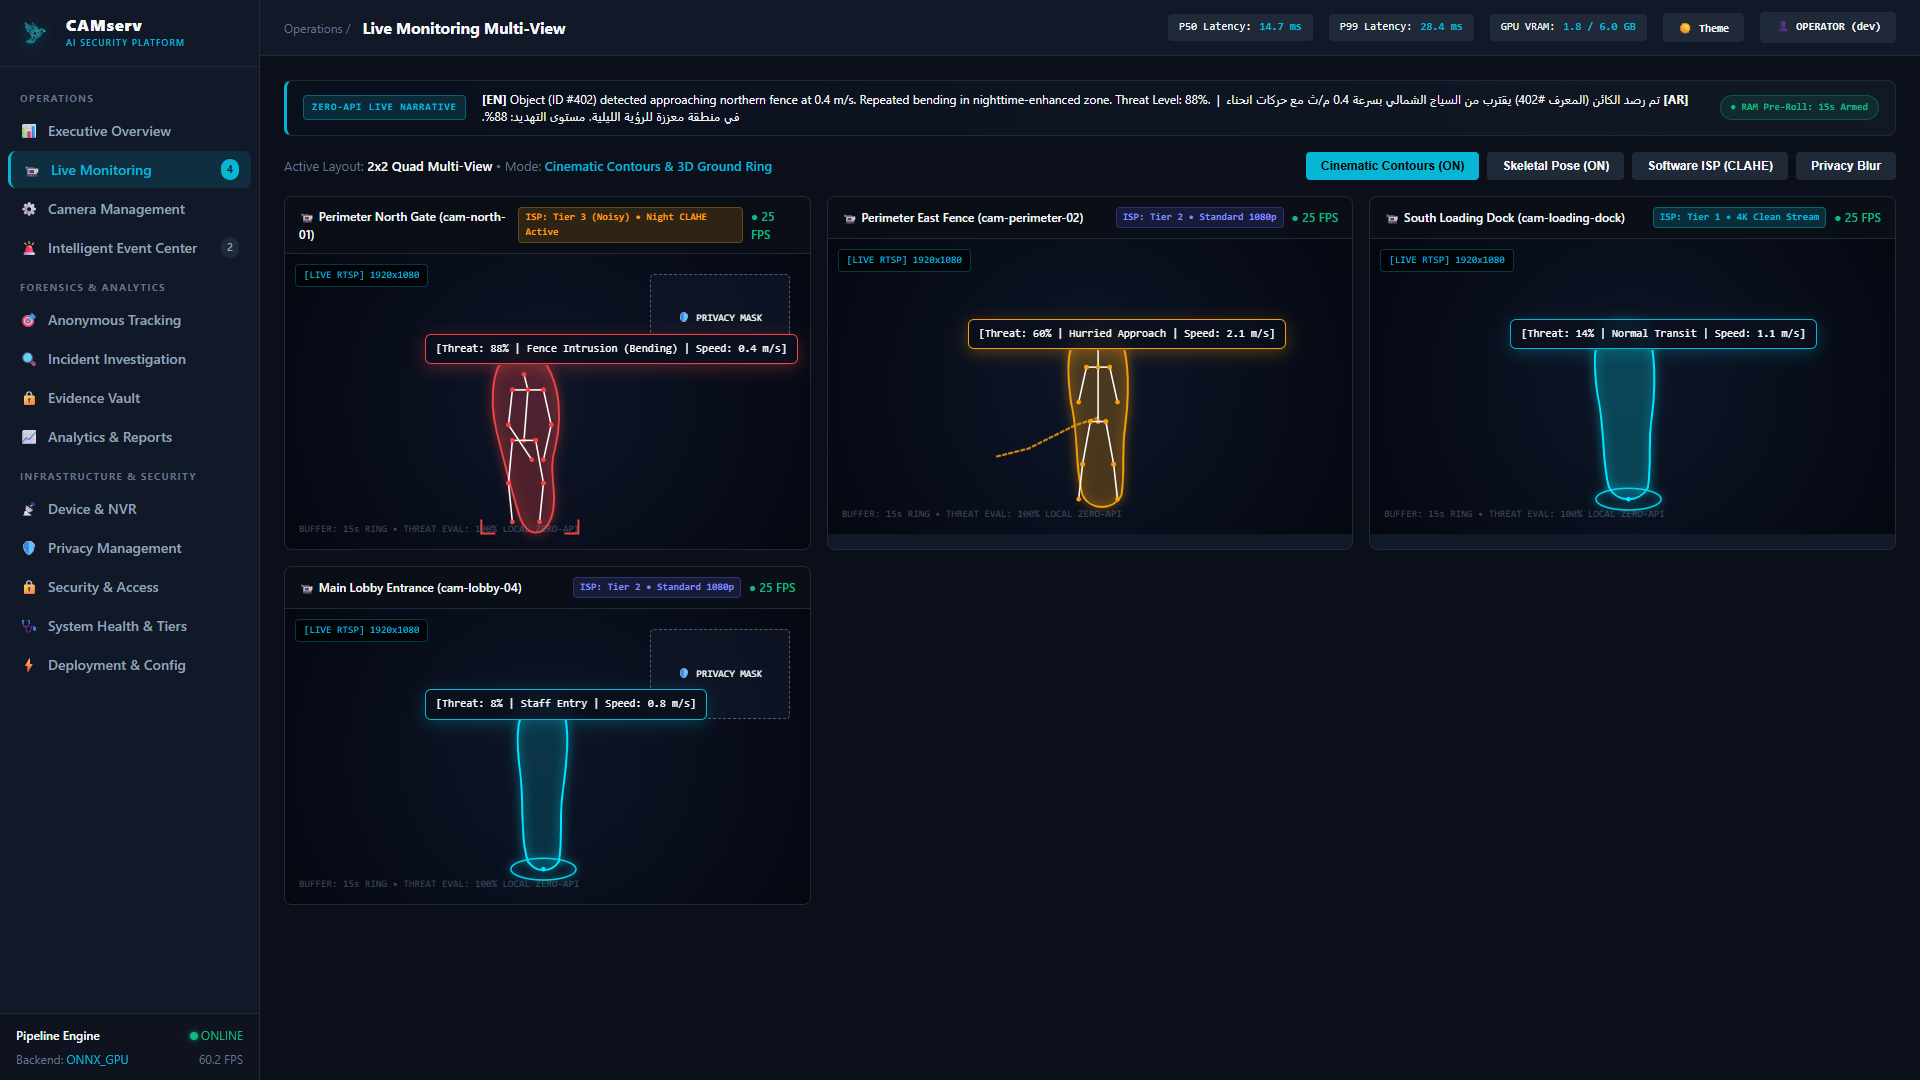 CAMserv
AI SECURITY PLATFORM
OPERATIONS
Executive Overview
Live Monitoring 4
Camera Management
Intelligent Event Center 2
FORENSICS & ANALYTICS
Anonymous Tracking
Incident Investigation
Evidence Vault
Analytics & Reports
INFRASTRUCTURE & SECURITY
Device & NVR
Privacy Management
Security & Access
System Health & Tiers
Deployment & Config
Pipeline Engine ONLINE
Backend: ONNX_GPU 60.2 FPS
Operations / Live Monitoring Multi-View
P50 Latency: 14.7 ms
P99 Latency: 28.4 ms
GPU VRAM: 1.8 / 6.0 GB
Theme
OPERATOR (dev)
ZERO-API LIVE NARRATIVE
[EN] Object (ID #402) detected approaching northern fence at 0.4 m/s. Repeated bending in nighttime-enhanced zone. Threat Level: 88%. | [AR] تم رصد الكائن (المعرف #402) يقترب من السياج الشمالي بسرعة 0.4 م/ث مع حركات انحناء
في منطقة معززة للرؤية الليلية. مستوى التهديد: 88%.
● RAM Pre-Roll: 15s Armed
Active Layout: 2x2 Quad Multi-View • Mode: Cinematic Contours & 3D Ground Ring
Cinematic Contours (ON)
Skeletal Pose (ON)
Software ISP (CLAHE)
Privacy Blur
Perimeter North Gate (cam-north-
01)
ISP: Tier 3 (Noisy) • Night CLAHE
Active
● 25
FPS
[LIVE RTSP] 1920x1080
PRIVACY MASK
[Threat: 88% | Fence Intrusion (Bending) | Speed: 0.4 m/s]
BUFFER: 15s RING • THREAT EVAL: 100% LOCAL ZERO-API
Perimeter East Fence (cam-perimeter-02)
ISP: Tier 2 • Standard 1080p
● 25 FPS
[LIVE RTSP] 1920x1080
[Threat: 60% | Hurried Approach | Speed: 2.1 m/s]
BUFFER: 15s RING • THREAT EVAL: 100% LOCAL ZERO-API
South Loading Dock (cam-loading-dock)
ISP: Tier 1 • 4K Clean Stream
● 25 FPS
[LIVE RTSP] 1920x1080
[Threat: 14% | Normal Transit | Speed: 1.1 m/s]
BUFFER: 15s RING • THREAT EVAL: 100% LOCAL ZERO-API
Main Lobby Entrance (cam-lobby-04)
ISP: Tier 2 • Standard 1080p
● 25 FPS
[LIVE RTSP] 1920x1080
PRIVACY MASK
[Threat: 8% | Staff Entry | Speed: 0.8 m/s]
BUFFER: 15s RING • THREAT EVAL: 100% LOCAL ZERO-API